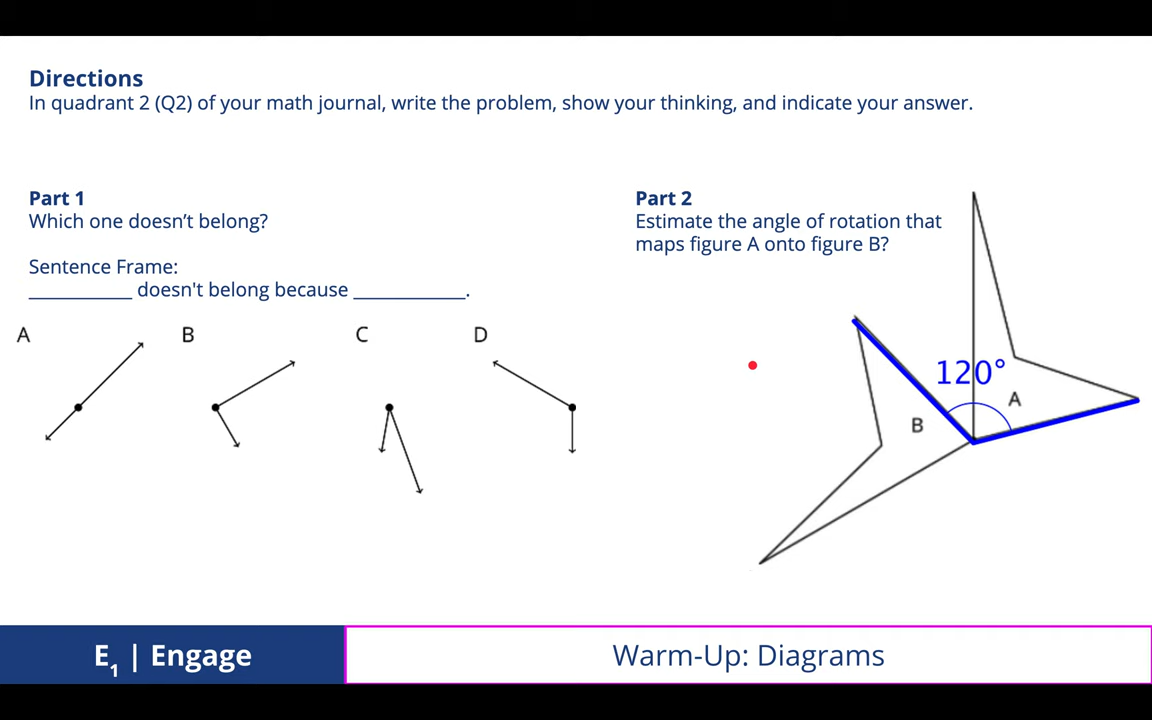 Directions
In quadrant 2 (Q2) of your math journal, write the problem, show your thinking, and indicate your answer.
Part 1
Which one doesn’t belong?
Sentence Frame:
___________ doesn't belong because ____________.
A B C D
Part 2
Estimate the angle of rotation that
maps figure A onto figure B?
120°
A
B
E1 | Engage
Warm-Up: Diagrams